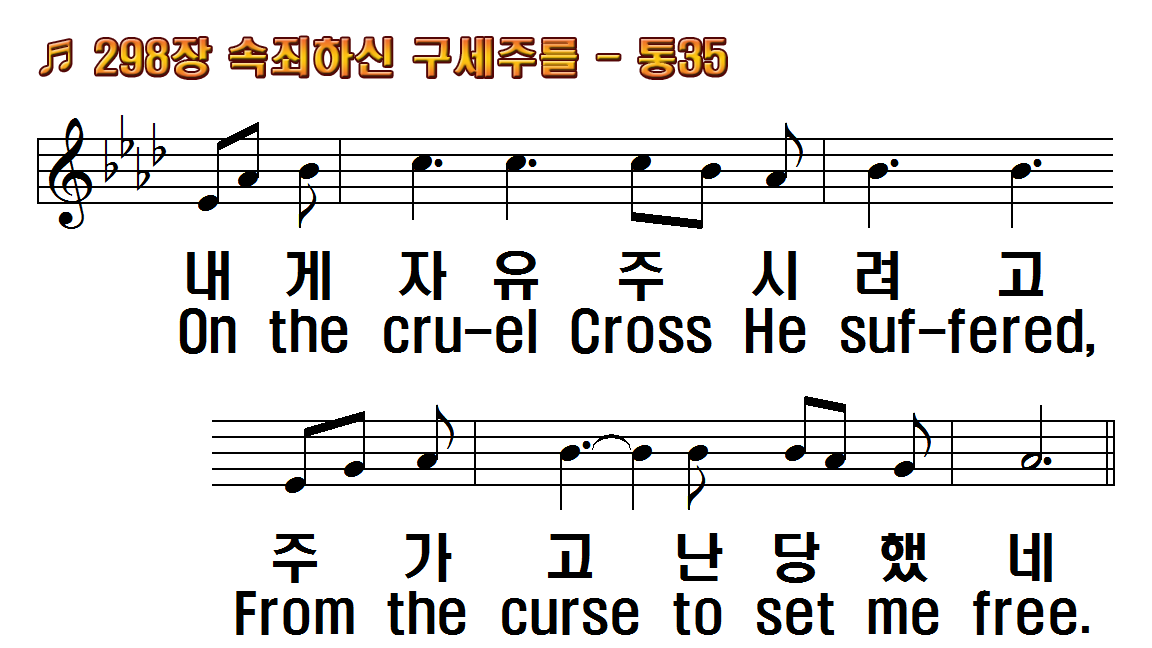 298장 속죄하신 구세주를 - 통35
내 게 자 유 주 시 려 고
On the cru-el Cross He suf-fered,
주 가 고 난 당 했 네
From the curse to set me free.